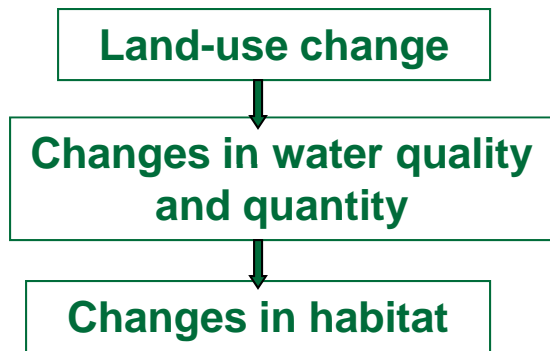 Land-use change
Changes in water quality
and quantity
Changes in habitat